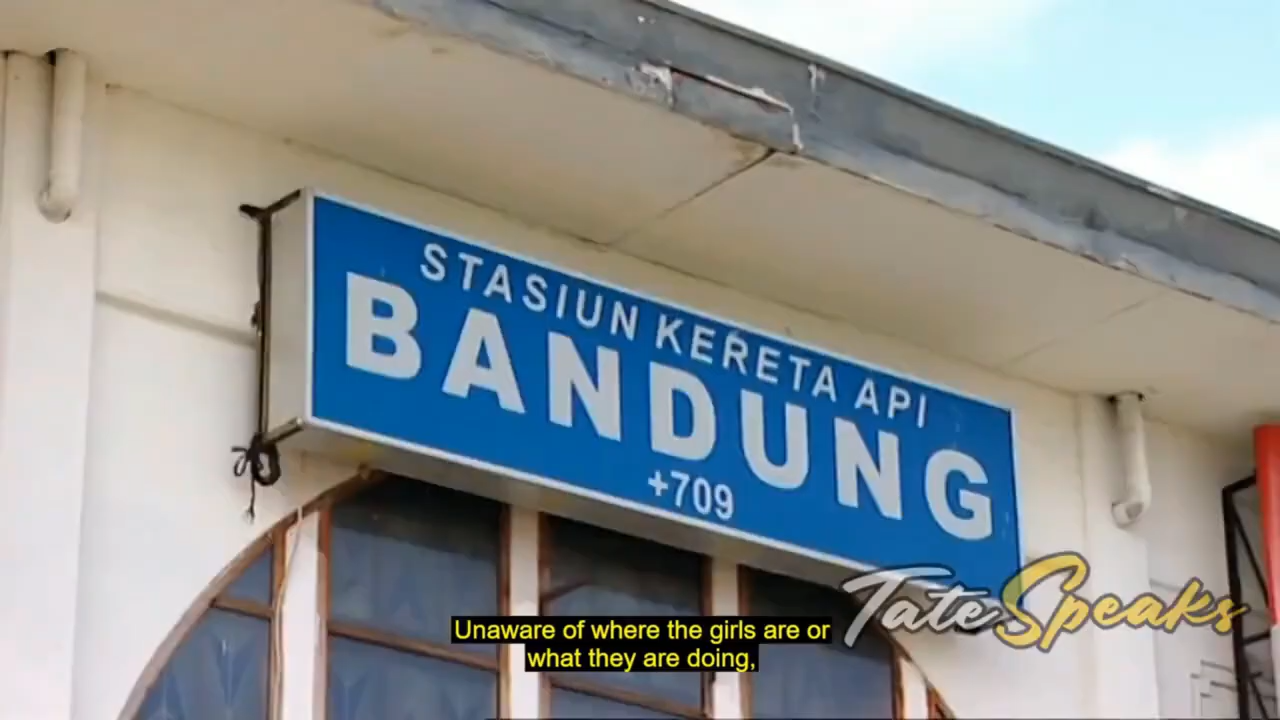 STASIUN KERETA API
BANDUNG
+709
TateSpeaks
Unaware of where the girls are or
what they are doing,